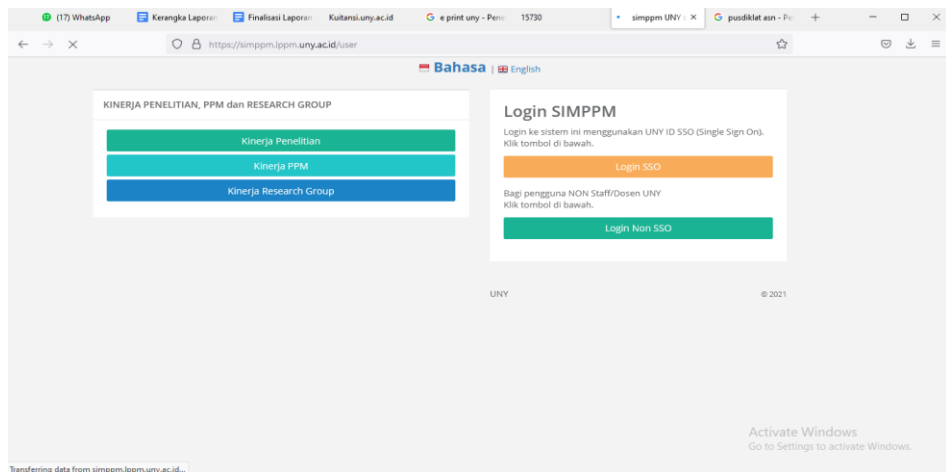 (17) WhatsApp
Kerangka Laporan
Finalisasi Laporan
Kuitansi.uny.ac.id
e print uny - Pene
15730
simppm UNY :
pusdiklat asn - Pe
https://simppm.lppm.uny.ac.id/user
Bahasa | English
KINERJA PENELITIAN, PPM dan RESEARCH GROUP
Kinerja Penelitian
Kinerja PPM
Kinerja Research Group
Login SIMPPM
Login ke sistem ini menggunakan UNY ID SSO (Single Sign On).
Klik tombol di bawah.
Login SSO
Bagi pengguna NON Staff/Dosen UNY
Klik tombol di bawah.
Login Non SSO
UNY
© 2021
Activate Windows
Go to Settings to activate Windows.
Transferring data from simppm.lppm.uny.ac.id...